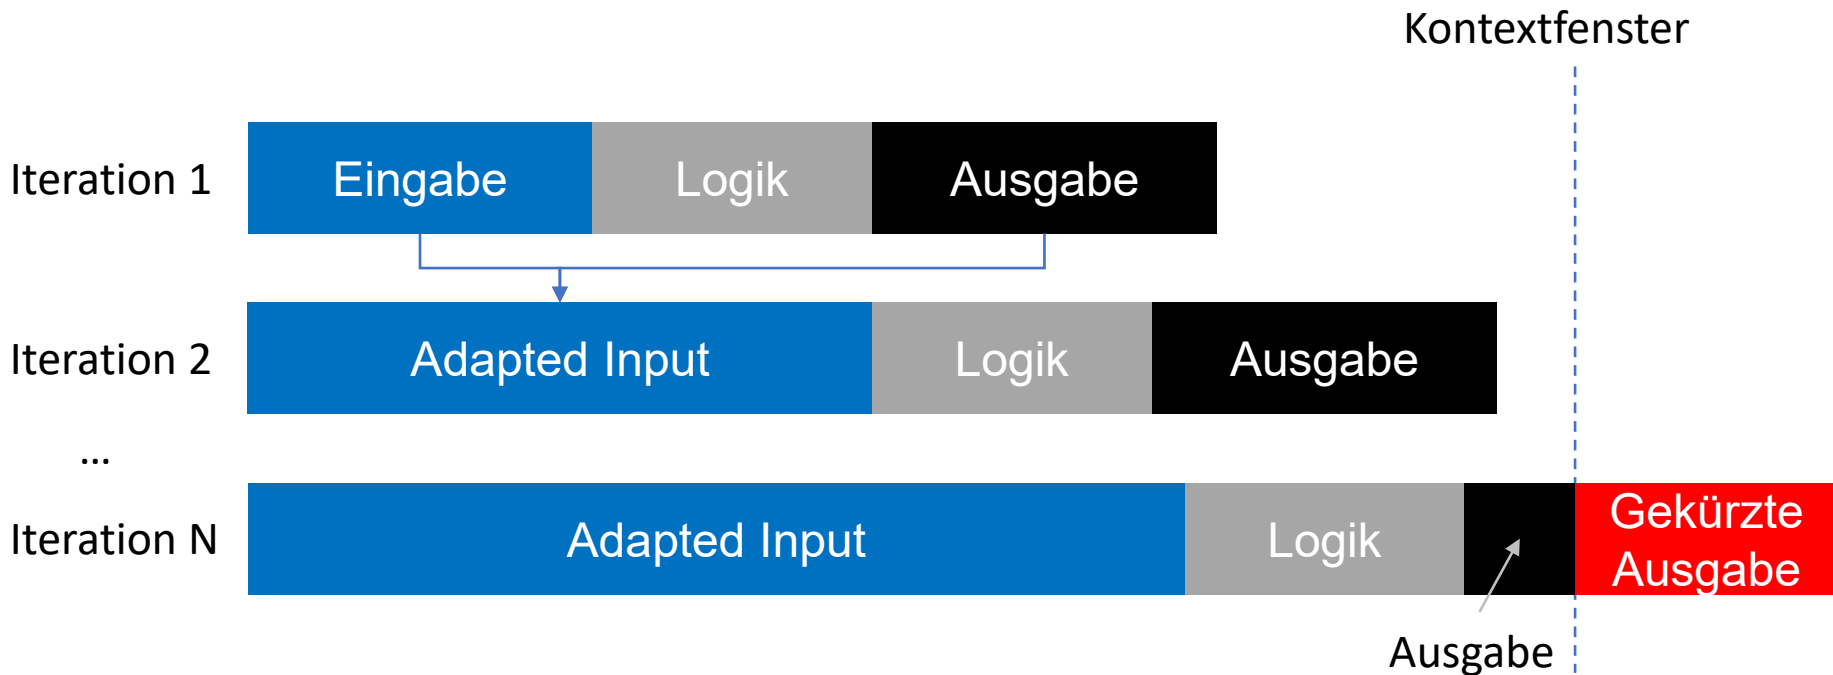 Kontextfenster
Iteration 1
Eingabe
Logik
Ausgabe
Iteration 2
Adapted Input
Logik
Ausgabe
...
Iteration N
Adapted Input
Logik
Gekürzte
Ausgabe
Ausgabe